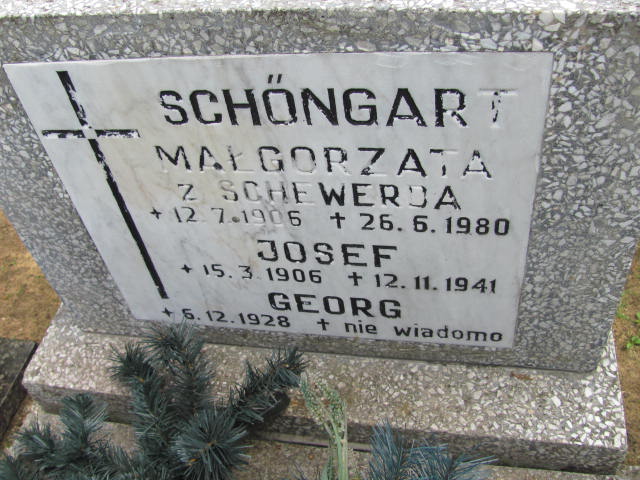 SCHŐNGART
MAŁGORZATA
Z SCHEWERDA
+ 12.7.1906 + 26.6.1980
JOSEF
+ 15.3.1906 + 12.11.1941
GEORG
+ 6.12.1928 + nie wiadomo